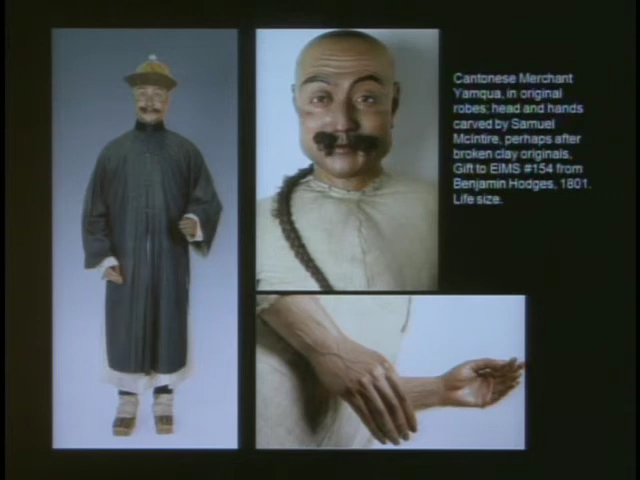 Cantonese Merchant
Yamqua, in original
robes; head and hands
carved by Samuel
McIntire, perhaps after
broken clay originals,
Gift to EIMS #154 from
Benjamin Hodges, 1801.
Life size.